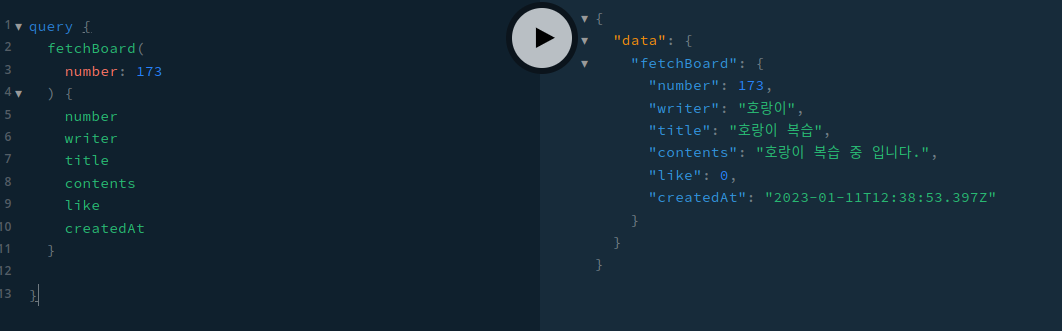 1 query {
2 fetchBoard(
3 number: 173
4 ) {
5 number
6 writer
7 title
8 contents
9 like
10 createdAt
11 }
12
13 }
{
"data": {
"fetchBoard": {
"number": 173,
"writer": "호랑이",
"title": "호랑이 복습",
"contents": "호랑이 복습 중 입니다.",
"like": 0,
"createdAt": "2023-01-11T12:38:53.397Z"
}
}
}